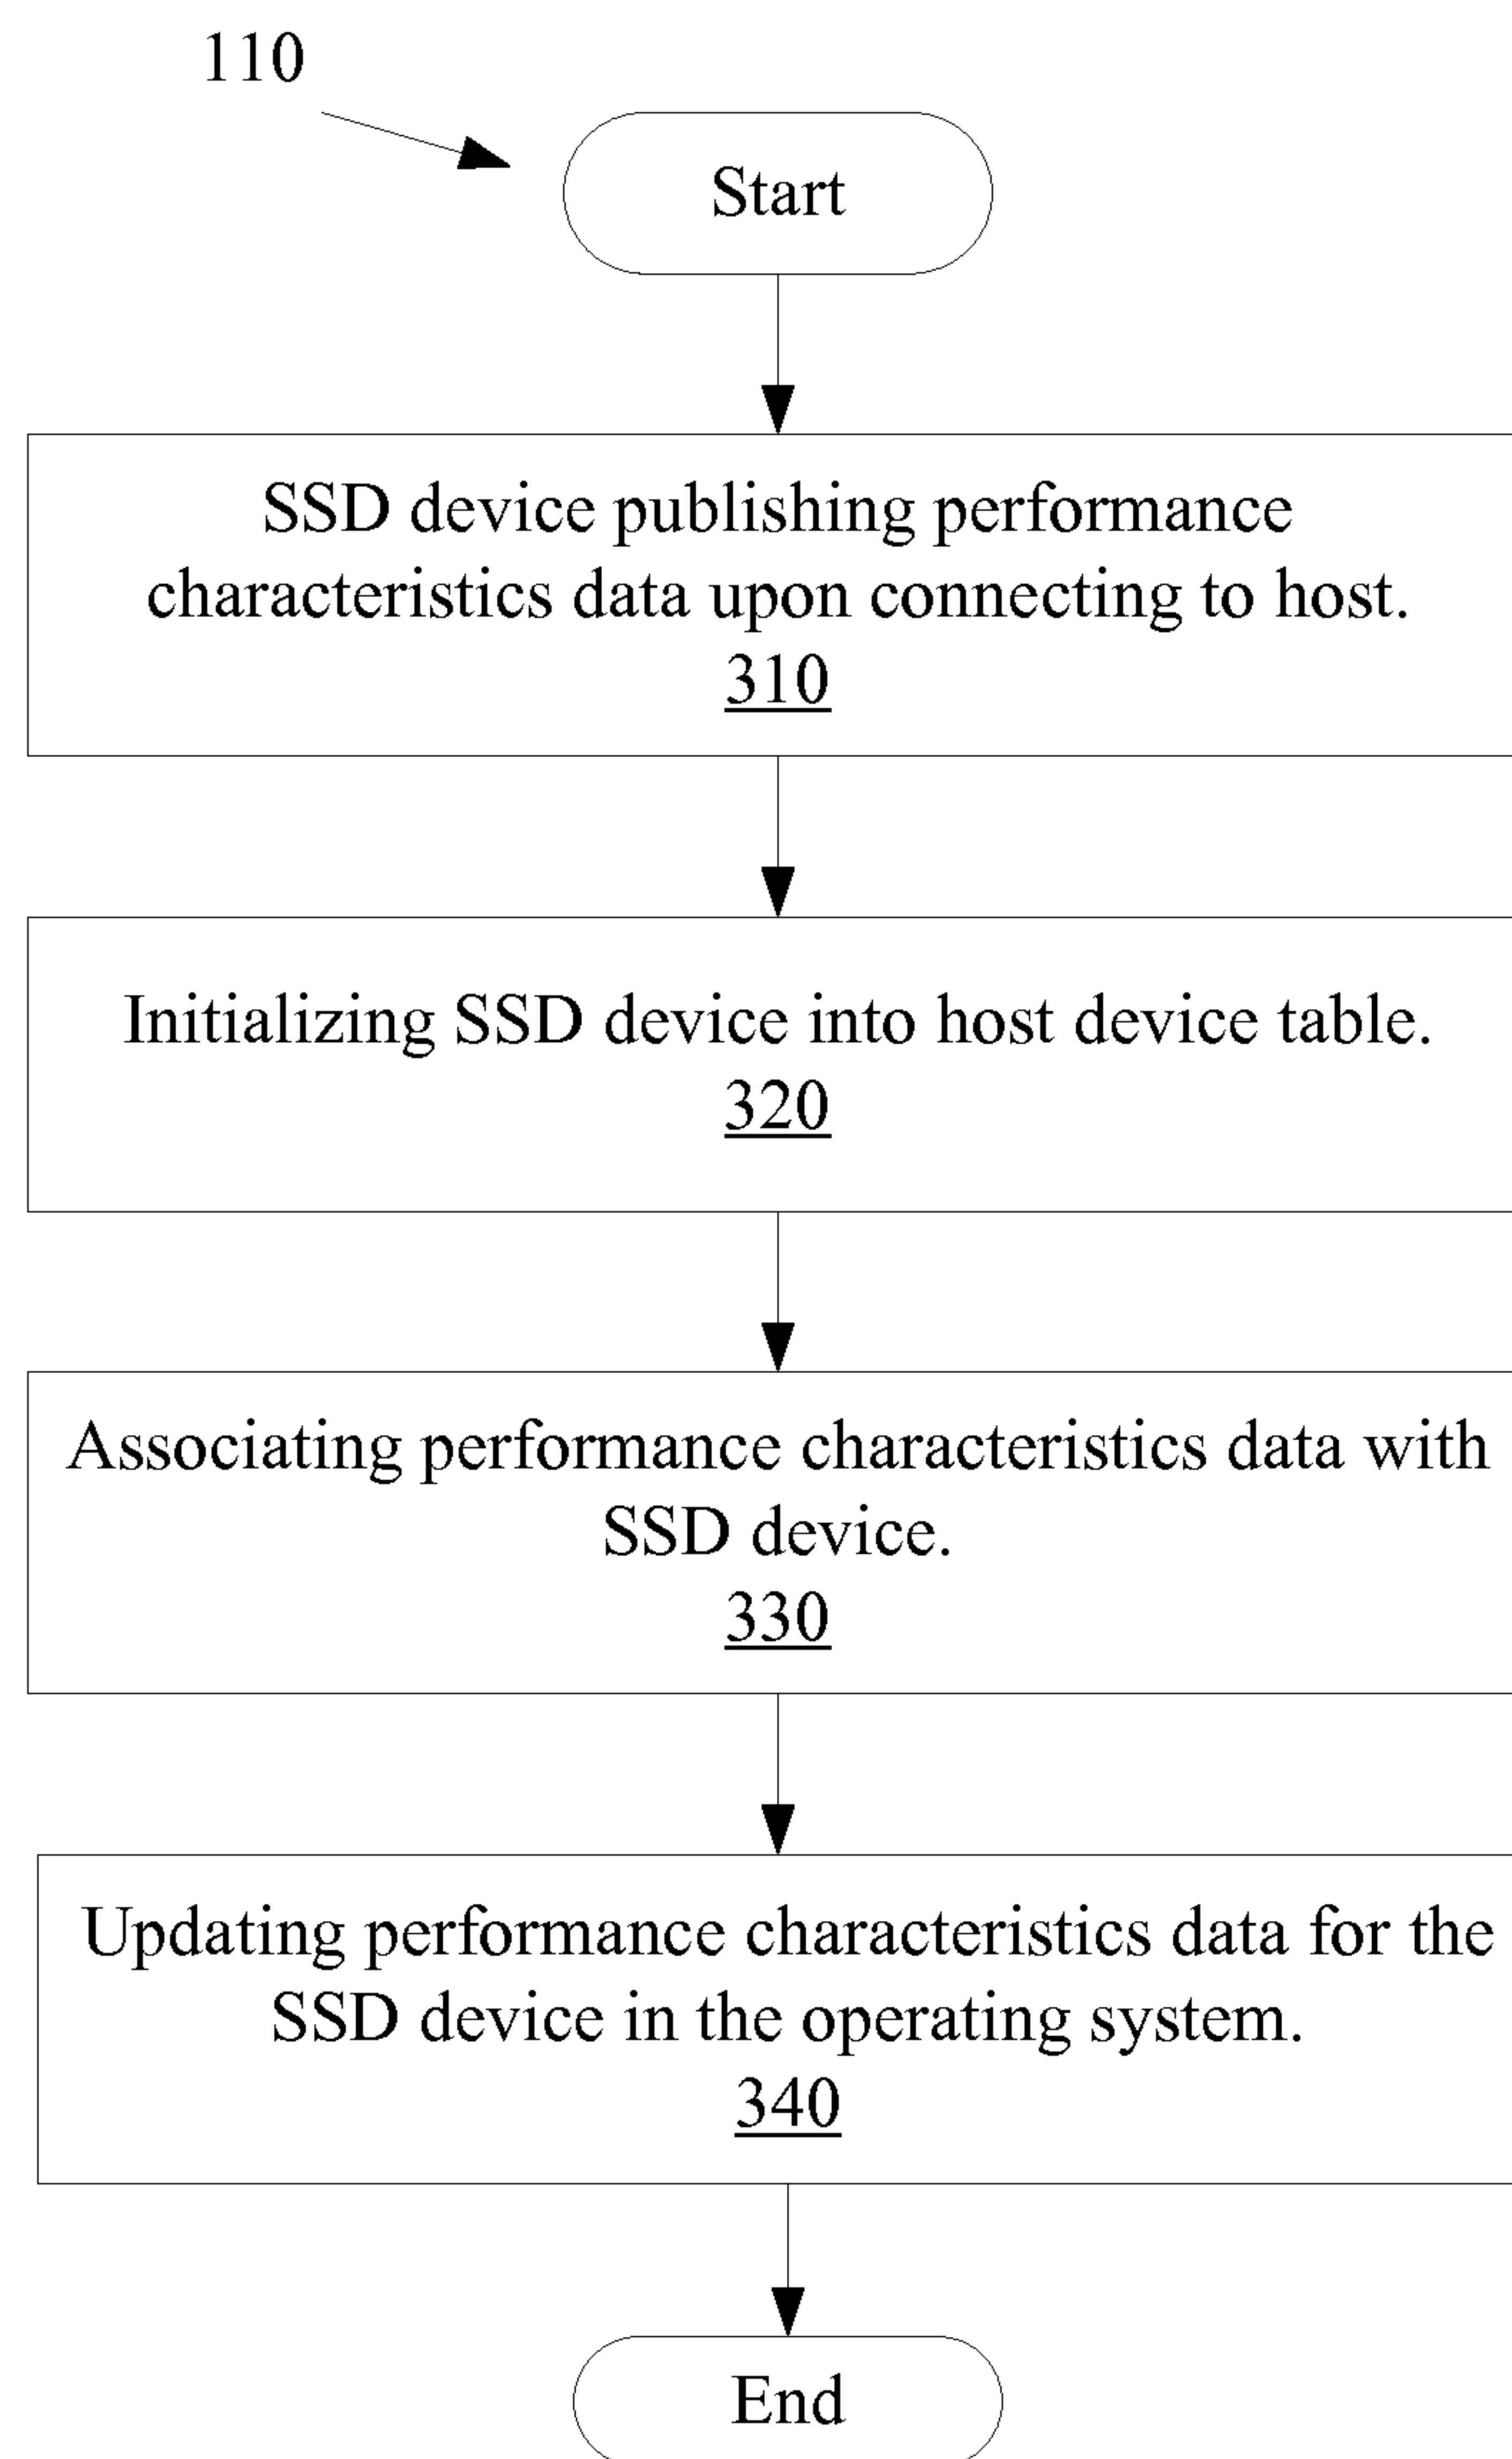 110
Start
SSD device publishing performance
characteristics data upon connecting to host.
310
Initializing SSD device into host device table.
320
Associating performance characteristics data with
SSD device.
330
Updating performance characteristics data for the
SSD device in the operating system.
340
End